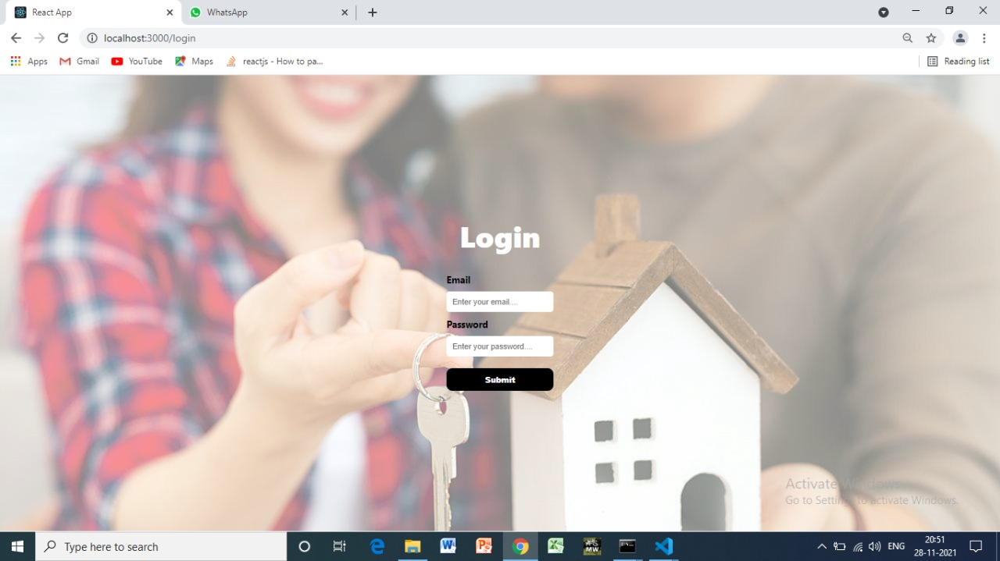 React App
WhatsApp
localhost:3000/login
Apps
Gmail
YouTube
Maps
reactjs - How to pa...
Reading list
Login
Email
Enter your email....
Password
Enter your password....
Submit
Activate Windows
Go to Settings to activate Windows.
Type here to search
MW
ENG
20:51
28-11-2021